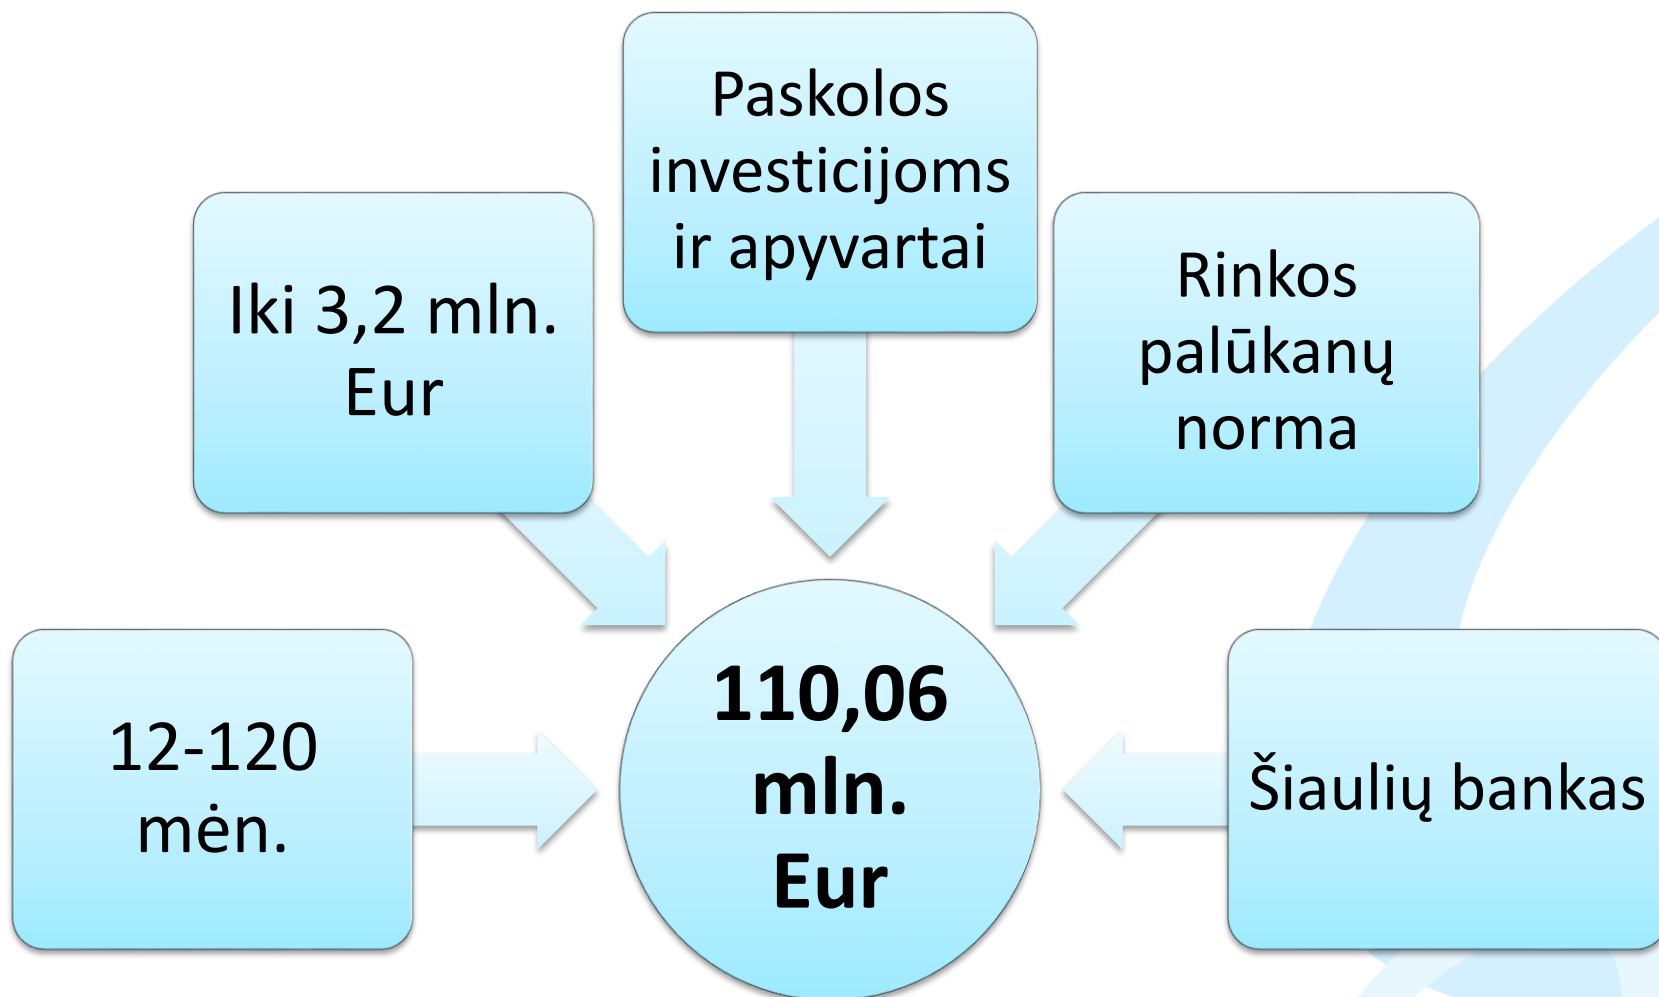 Paskolos
investicijoms
ir apyvartai
Iki 3,2 mln.
Eur
Rinkos
palūkanų
norma
12-120
mėn.
110,06
mln.
Eur
Šiaulių bankas